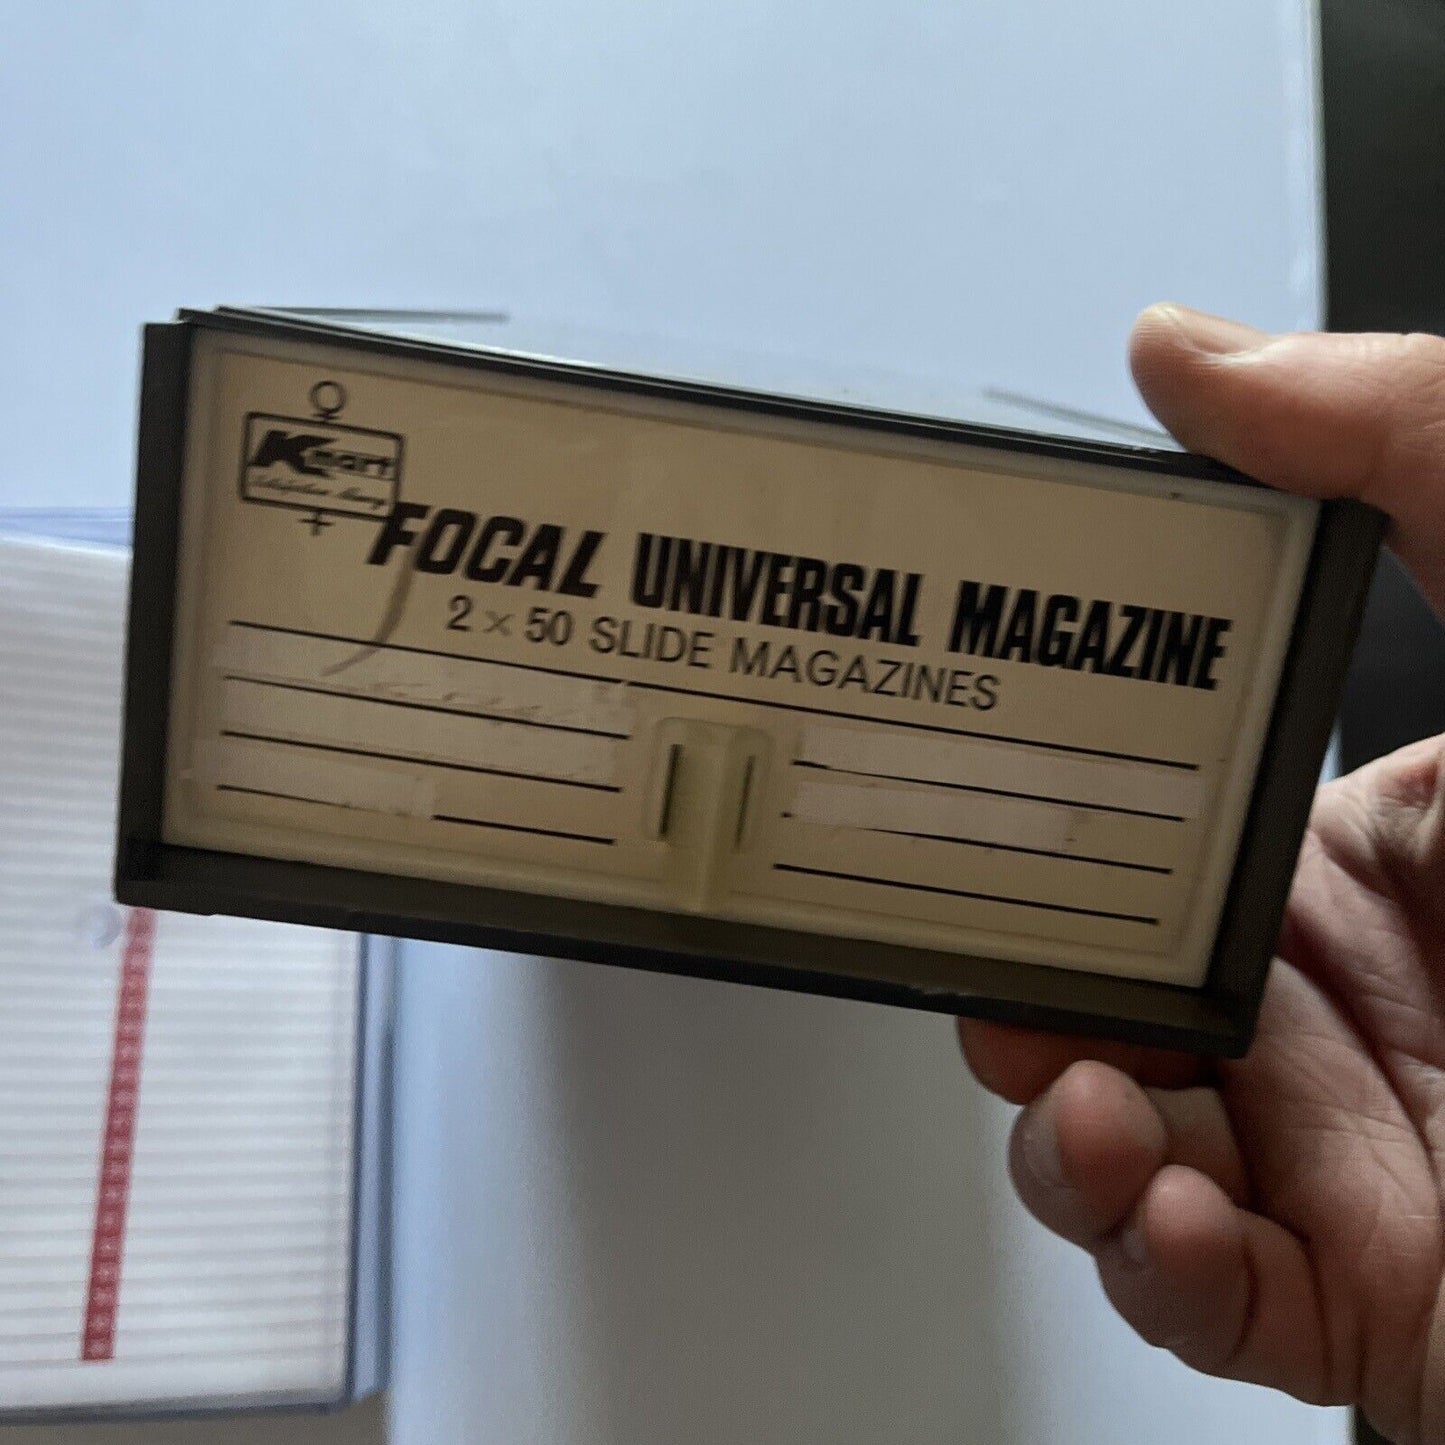 Kmart
FOCAL UNIVERSAL MAGAZINE
2 × 50 SLIDE MAGAZINES